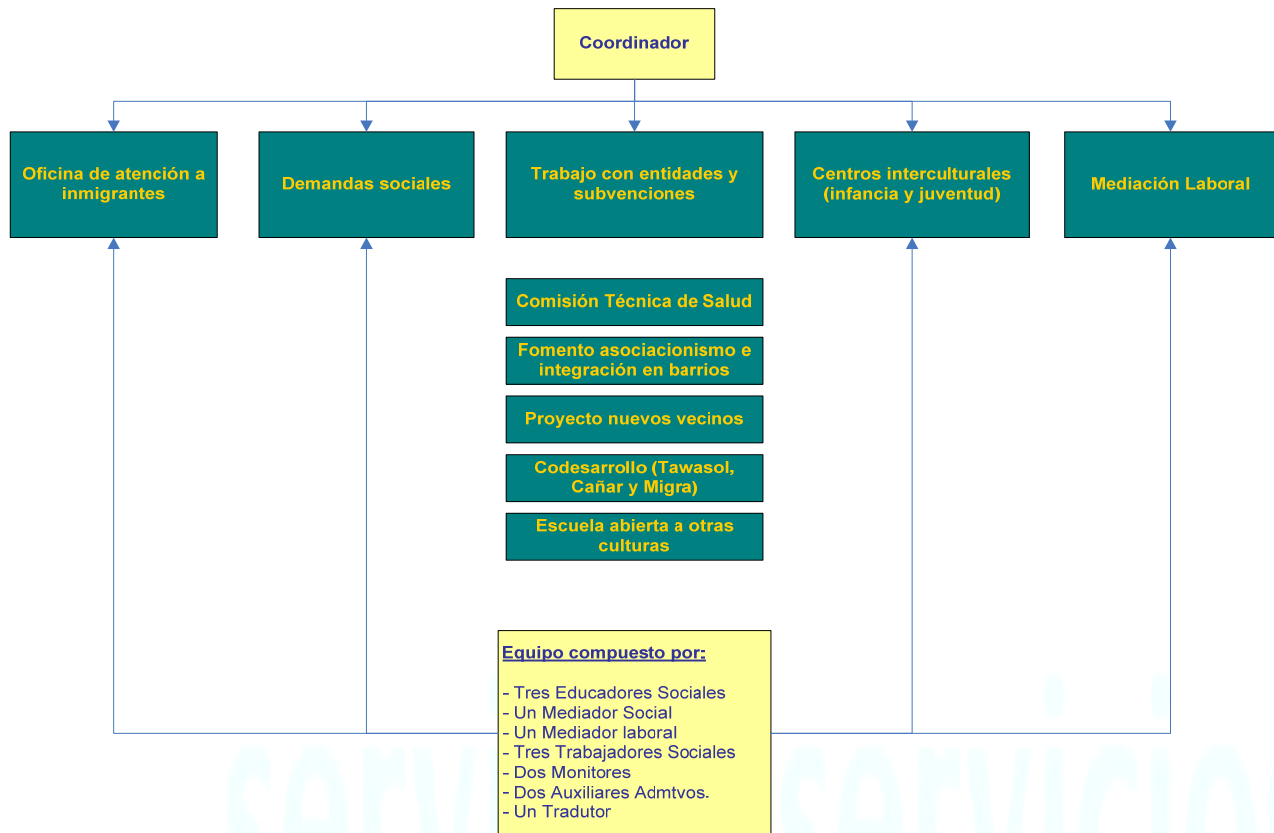 Coordinador
Oficina de atención a
inmigrantes
Demandas sociales
Trabajo con entidades y
subvenciones
Centros interculturales
(infancia y juventud)
Mediación Laboral
Comisión Técnica de Salud
Fomento asociacionismo e
integración en barrios
Proyecto nuevos vecinos
Codesarrollo (Tawasol,
Cañar y Migra)
Escuela abierta a otras
culturas
Equipo compuesto por:
- Tres Educadores Sociales
- Un Mediador Social
- Un Mediador laboral
- Tres Trabajadores Sociales
- Dos Monitores
- Dos Auxiliares Admtvos.
- Un Tradutor